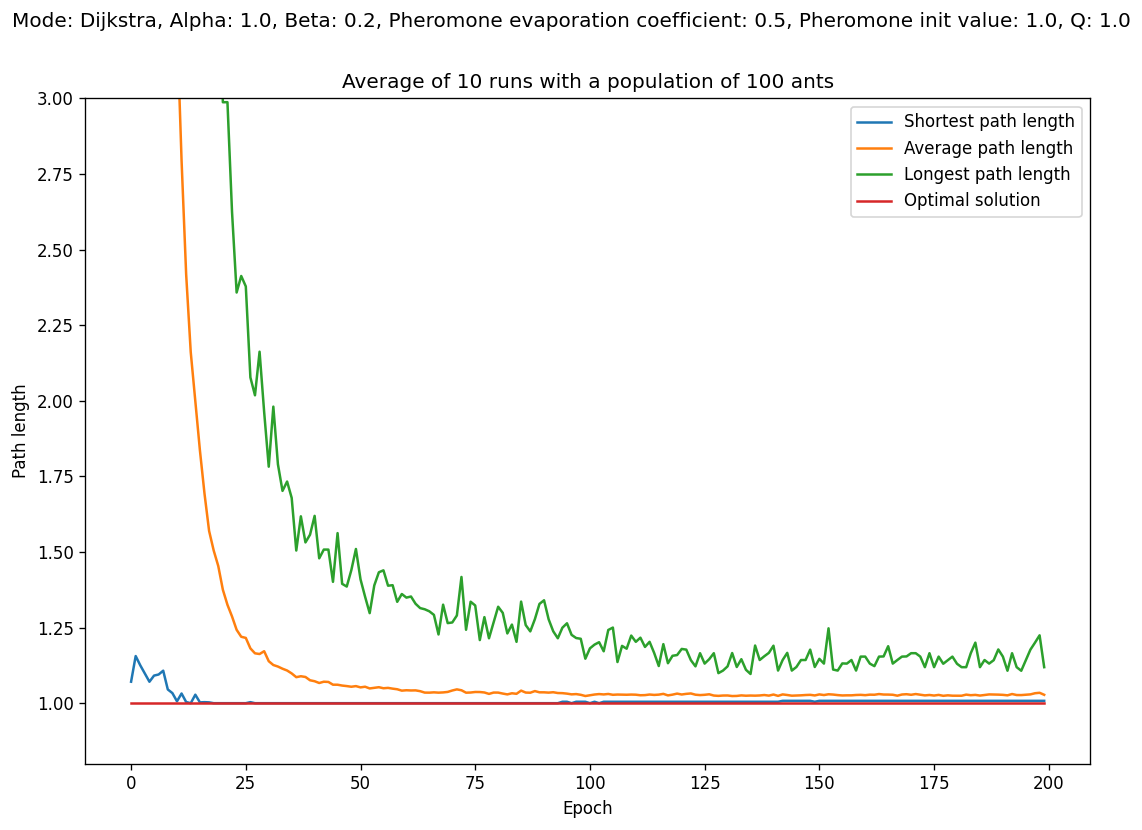 Mode: Dijkstra, Alpha: 1.0, Beta: 0.2, Pheromone evaporation coefficient: 0.5, Pheromone init value: 1.0, Q: 1.0
Average of 10 runs with a population of 100 ants
3.00
2.75
2.50
2.25
2.00
1.75
1.50
1.25
1.00
Path length
Shortest path length
Average path length
Longest path length
Optimal solution
0 25 50 75 100 125 150 175 200
Epoch